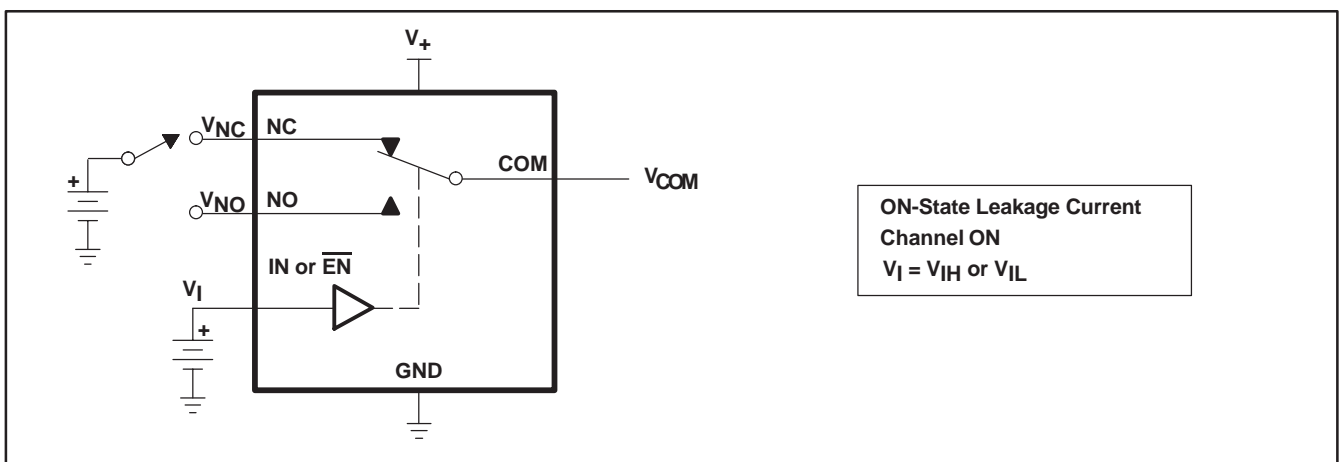 V+
VNC NC
COM
VCOM
+
VNO NO
ON-State Leakage Current
Channel ON
VI = VIH or VIL
IN or E̅N̅
VI
+
GND